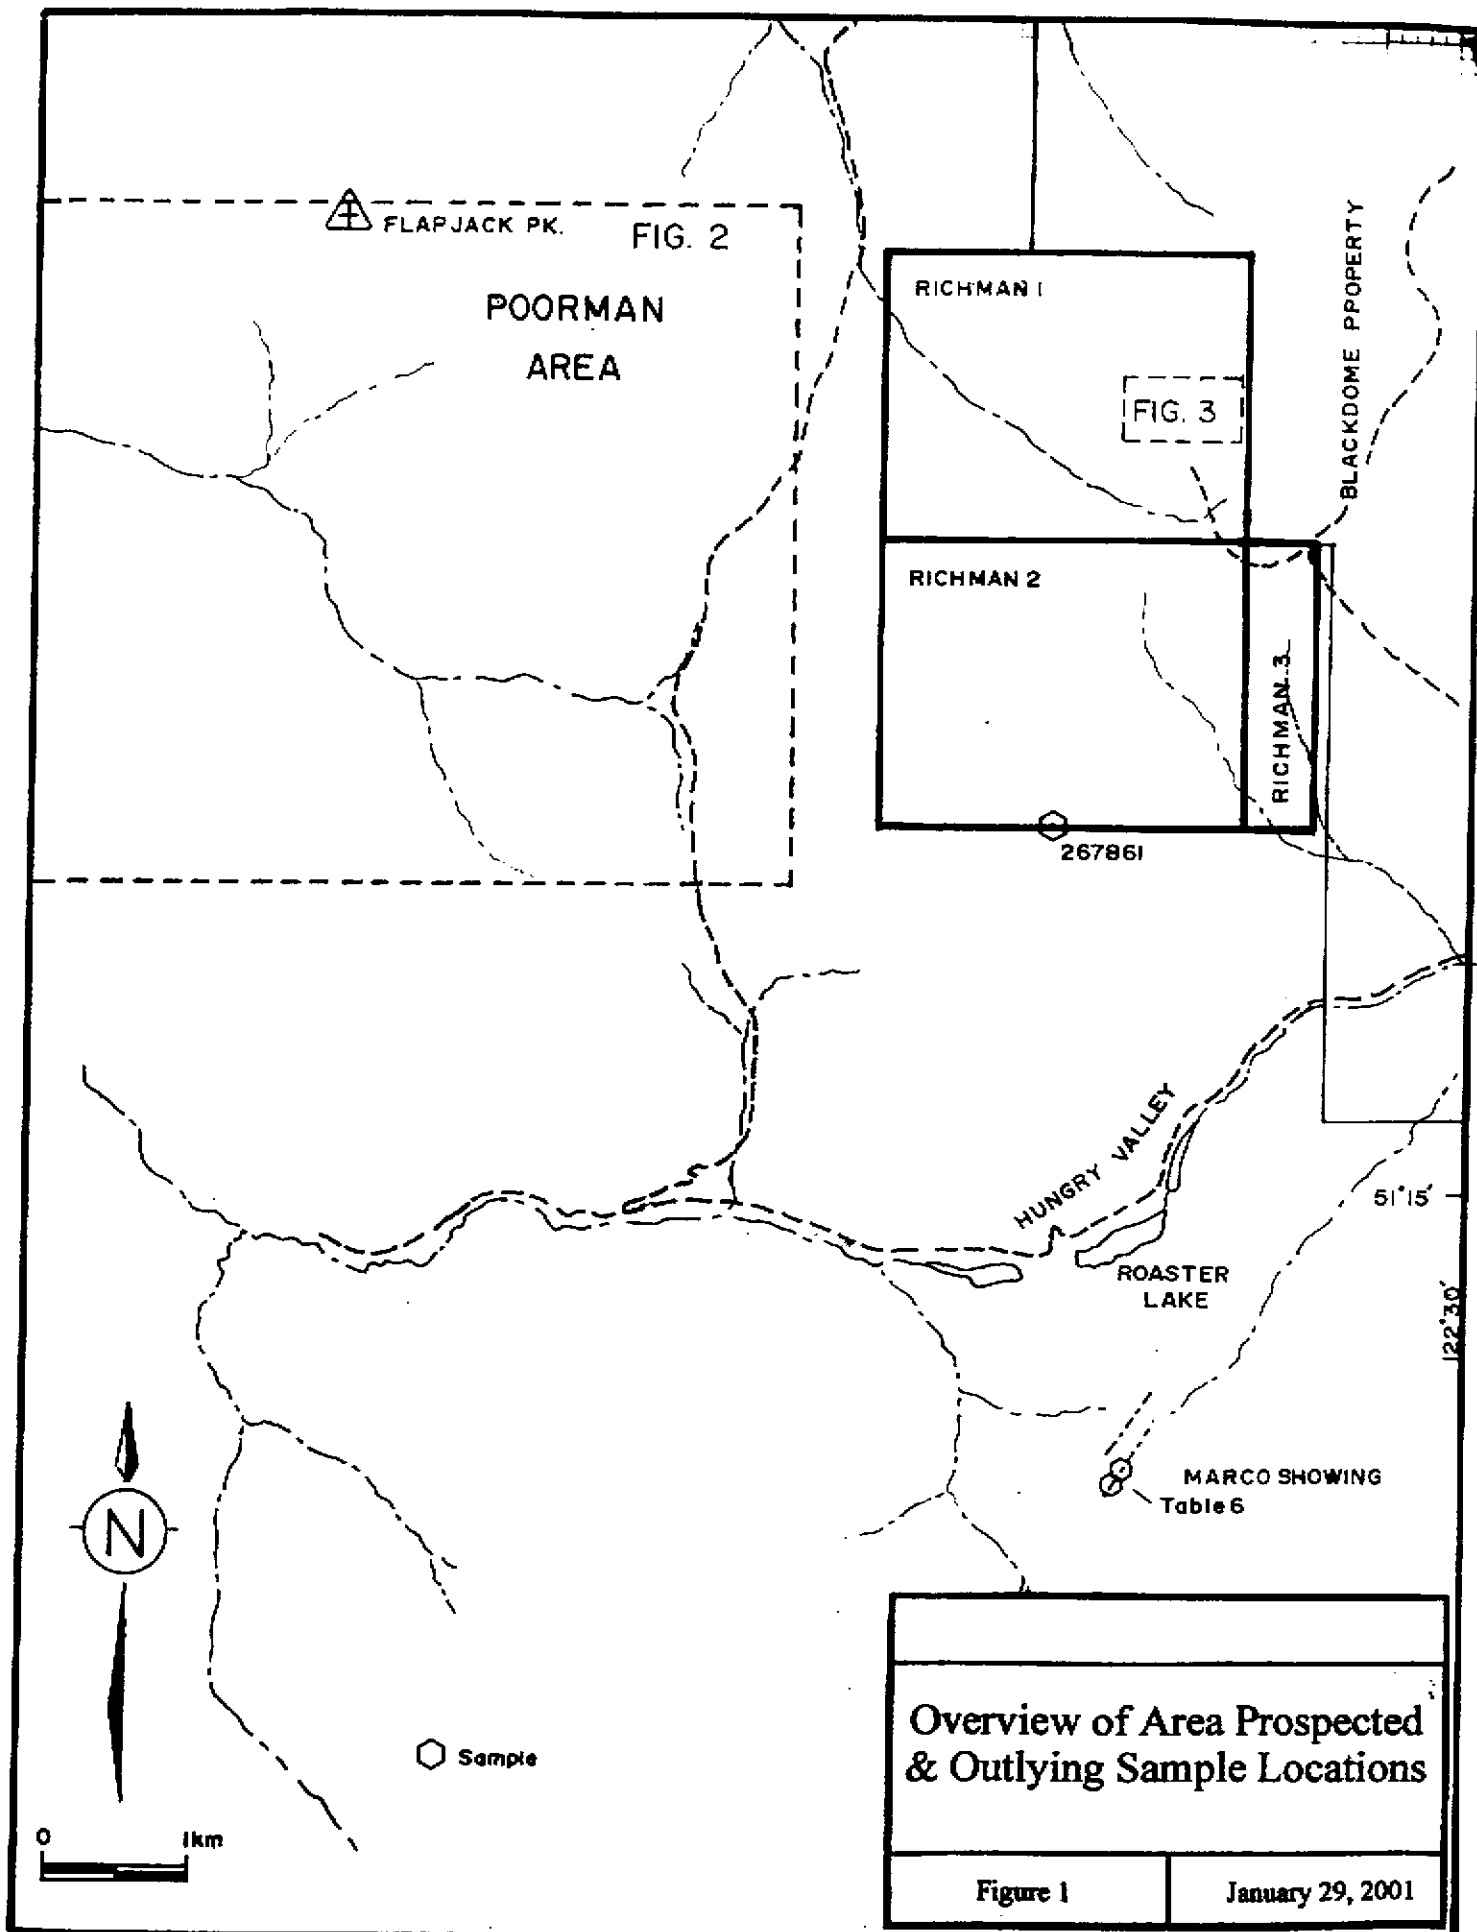 FLAPJACK PK.
FIG. 2
POORMAN
AREA
RICHMAN 1
FIG. 3
BLACKDOME PPOPERTY
RICHMAN 2
RICHMAN 3
267861
HUNGRY VALLEY
51°15'
ROASTER
LAKE
122°30'
MARCO SHOWING
Table 6
N
Sample
0 1km
Overview of Area Prospected
& Outlying Sample Locations
Figure 1
January 29, 2001